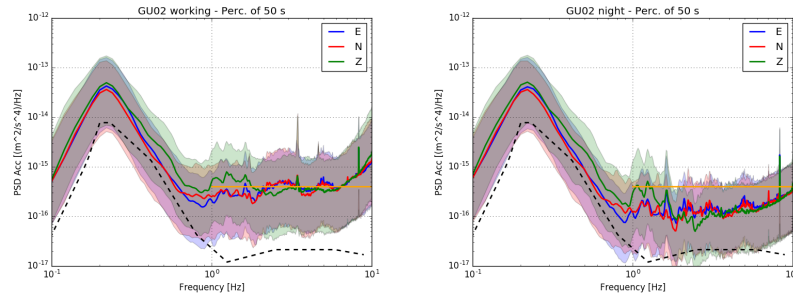 GU02 working - Perc. of 50 s
PSD Acc. [(m^2/s^4)/Hz]
10^-12
10^-13
10^-14
10^-15
10^-16
10^-17
E
N
Z
10^-1
10^0
10^1
Frequency [Hz]
GU02 night - Perc. of 50 s
PSD Acc. [(m^2/s^4)/Hz]
10^-12
10^-13
10^-14
10^-15
10^-16
10^-17
E
N
Z
10^-1
10^0
10^1
Frequency [Hz]